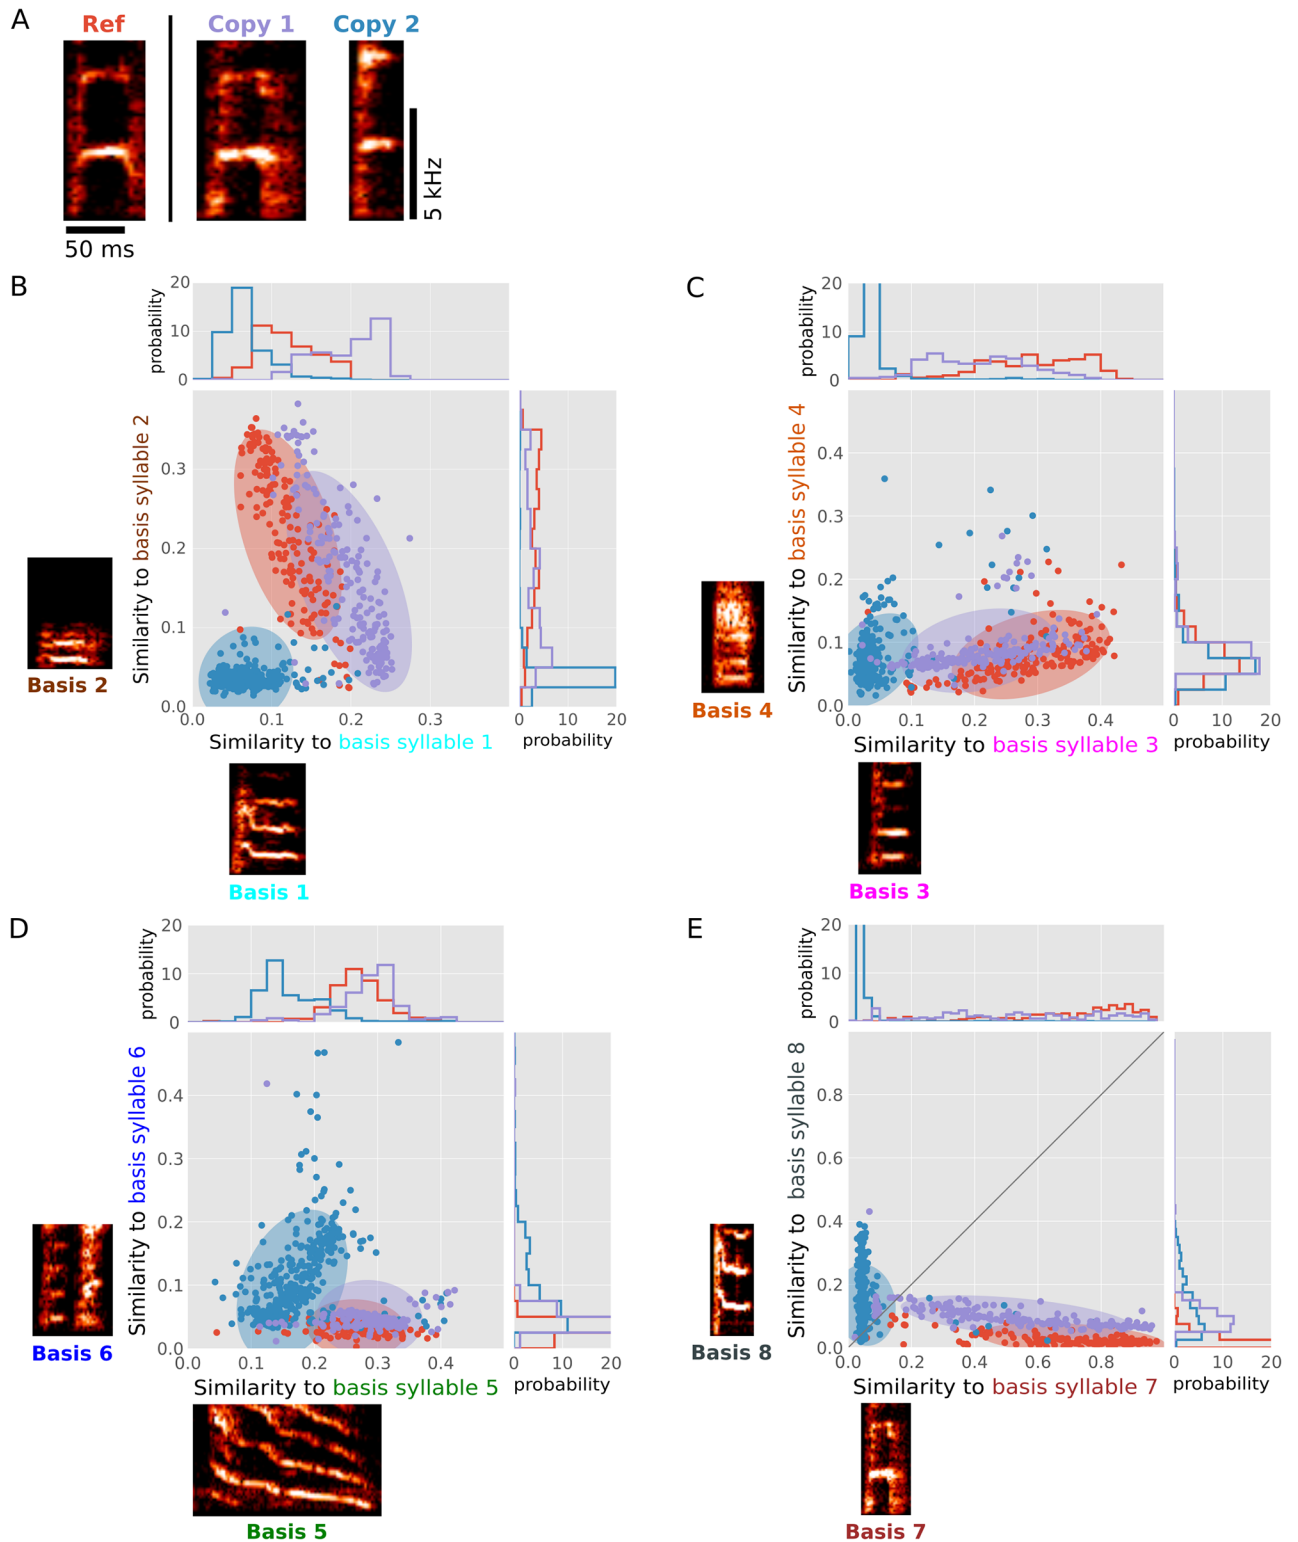 A
Ref
Copy 1
Copy 2
5 kHz
50 ms
B
probability
20
10
0
Similarity to basis syllable 2
0.3
0.2
0.1
0.0
0.0
0.1
0.2
0.3
Similarity to basis syllable 1
0
10
20
probability
Basis 2
Basis 1
C
probability
20
10
0
Similarity to basis syllable 4
0.4
0.3
0.2
0.1
0.0
0.0
0.1
0.2
0.3
0.4
Similarity to basis syllable 3
0
10
20
probability
Basis 4
Basis 3
D
probability
20
10
0
Similarity to basis syllable 6
0.4
0.3
0.2
0.1
0.0
0.0
0.1
0.2
0.3
0.4
Similarity to basis syllable 5
0
10
20
probability
Basis 6
Basis 5
E
probability
20
10
0
Similarity to basis syllable 8
0.8
0.6
0.4
0.2
0.0
0.0
0.2
0.4
0.6
0.8
Similarity to basis syllable 7
0
10
20
probability
Basis 8
Basis 7